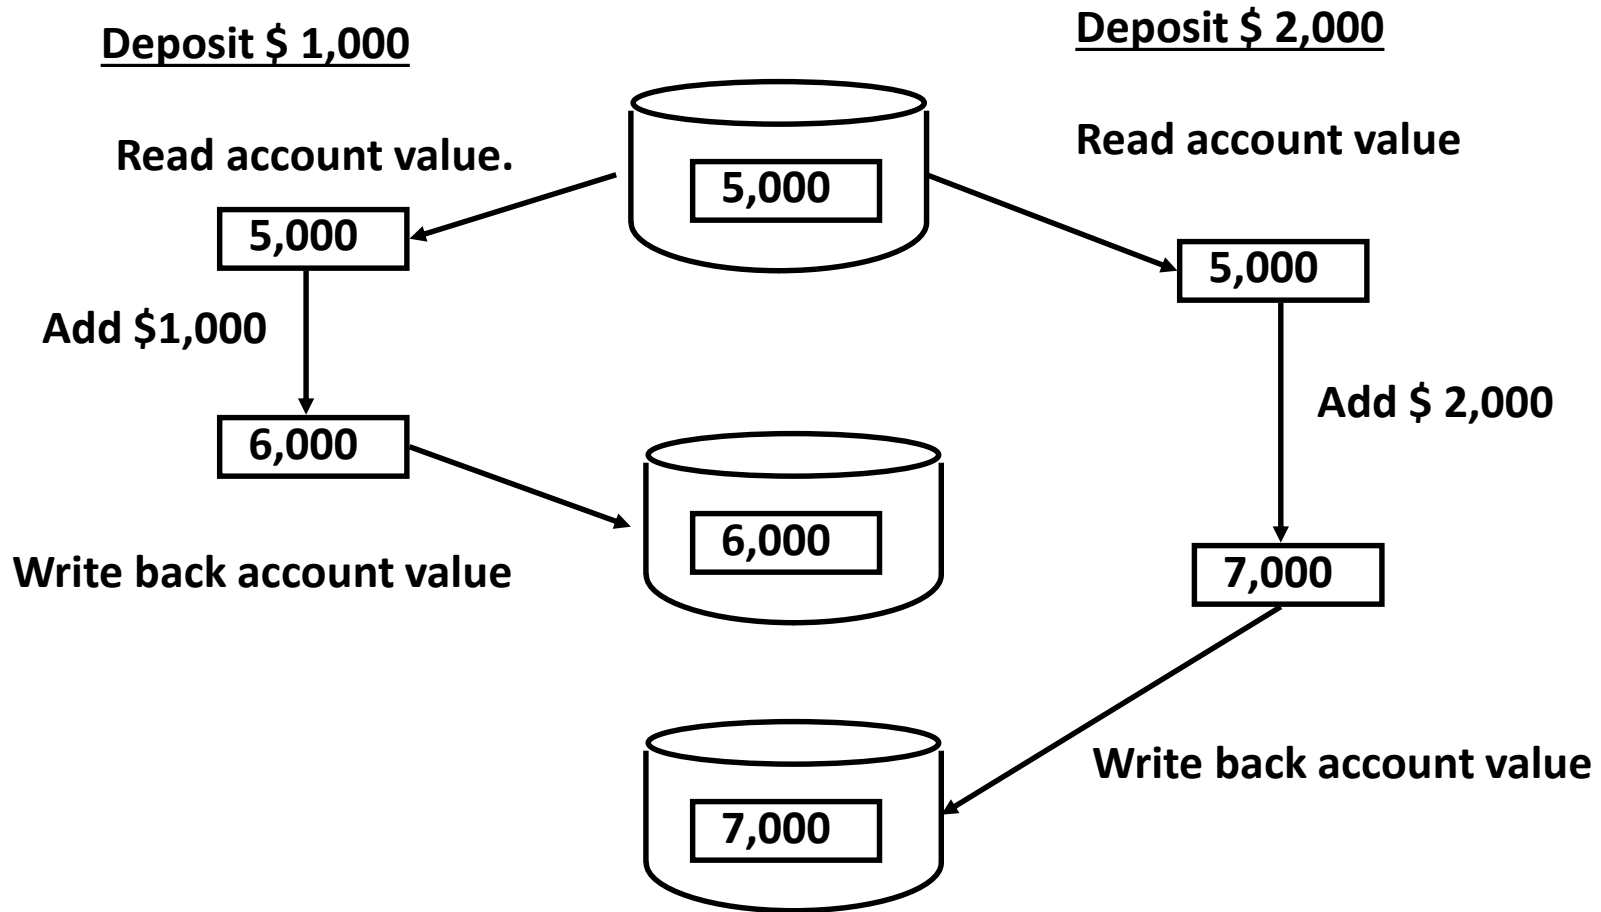 Deposit $ 1,000
Deposit $ 2,000
Read account value.
Read account value
5,000
5,000
5,000
Add $1,000
Add $ 2,000
6,000
6,000
Write back account value
7,000
Write back account value
7,000